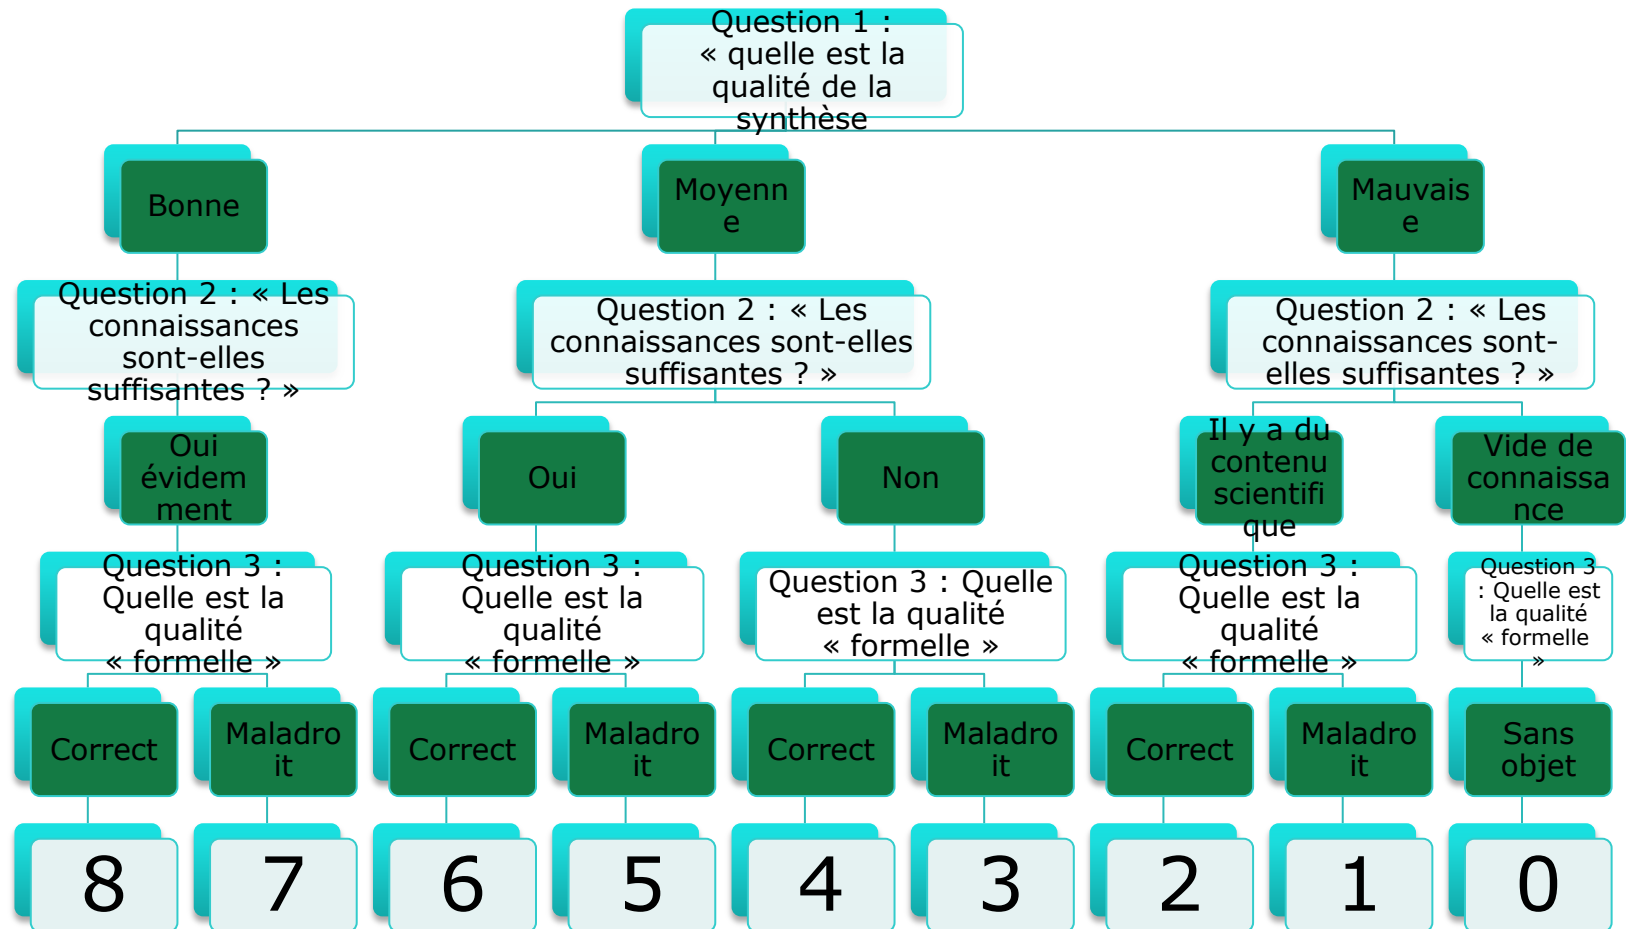 Question 1 :
« quelle est la
qualité de la
synthèse
Bonne
Moyenn
e
Mauvais
e
Question 2 : « Les
connaissances
sont-elles
suffisantes ? »
Question 2 : « Les
connaissances sont-elles
suffisantes ? »
Question 2 : « Les
connaissances sont-
elles suffisantes ? »
Oui
évidem
ment
Oui
Non
Il y a du
contenu
scientifi
que
Vide de
connaissa
nce
Question 3 :
Quelle est la
qualité
« formelle »
Question 3 :
Quelle est la
qualité
« formelle »
Question 3 : Quelle
est la qualité
« formelle »
Question 3 :
Quelle est la
qualité
« formelle »
Question 3
: Quelle est
la qualité
« formelle
»
Correct
Maladro
it
Correct
Maladro
it
Correct
Maladro
it
Correct
Maladro
it
Sans
objet
8
7
6
5
4
3
2
1
0